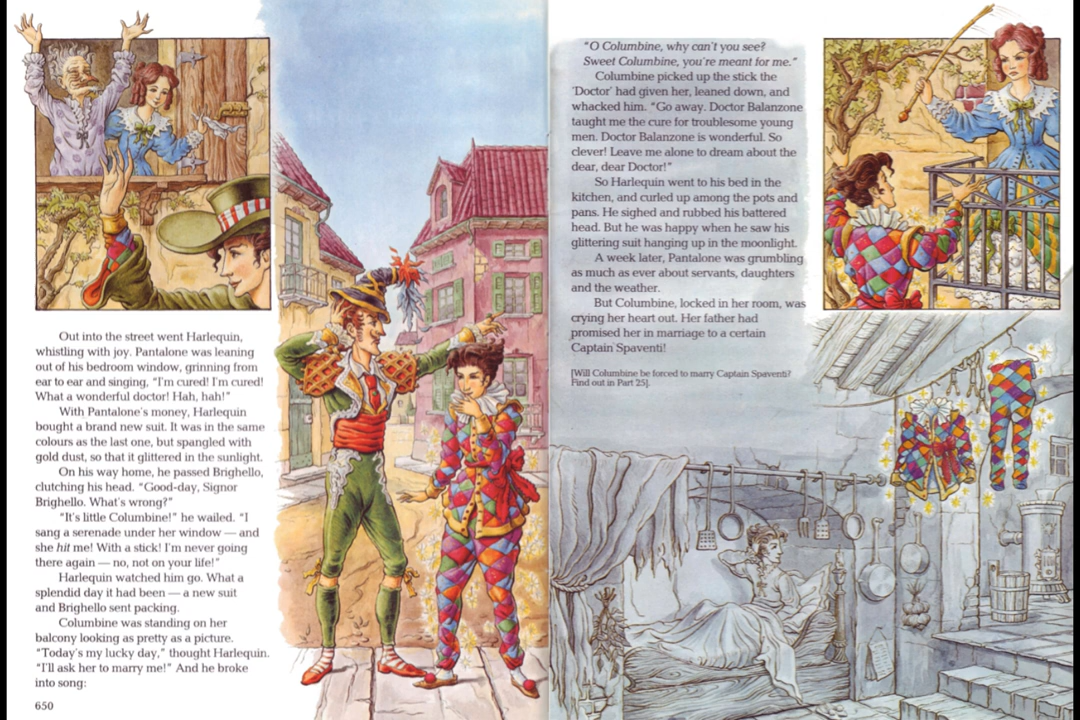 Out into the street went Harlequin,
whistling with joy. Pantalone was leaning
out of his bedroom window, grinning from
ear to ear and singing, "I'm cured! I'm cured!
What a wonderful doctor! Hah, hah!"
With Pantalone's money, Harlequin
bought a brand new suit. It was in the same
colours as the last one, but spangled with
gold dust, so that it glittered in the sunlight.
On his way home, he passed Brighello,
clutching his head. "Good-day, Signor
Brighello. What's wrong?"
"It's little Columbine!" he wailed. "I
sang a serenade under her window — and
she hit me! With a stick! I'm never going
there again — no, not on your life!"
Harlequin watched him go. What a
splendid day it had been — a new suit
and Brighello sent packing.
Columbine was standing on her
balcony looking as pretty as a picture.
"Today's my lucky day," thought Harlequin.
"I'll ask her to marry me!" And he broke
into song:
650
"O Columbine, why can't you see?
Sweet Columbine, you're meant for me."
Columbine picked up the stick the
'Doctor' had given her, leaned down, and
whacked him. "Go away. Doctor Balanzone
taught me the cure for troublesome young
men. Doctor Balanzone is wonderful. So
clever! Leave me alone to dream about the
dear, dear Doctor!"
So Harlequin went to his bed in the
kitchen, and curled up among the pots and
pans. He sighed and rubbed his battered
head. But he was happy when he saw his
glittering suit hanging up in the moonlight.
A week later, Pantalone was grumbling
as much as ever about servants, daughters
and the weather.
But Columbine, locked in her room, was
crying her heart out. Her father had
promised her in marriage to a certain
Captain Spaventi!
[Will Columbine be forced to marry Captain Spaventi?
Find out in Part 25].